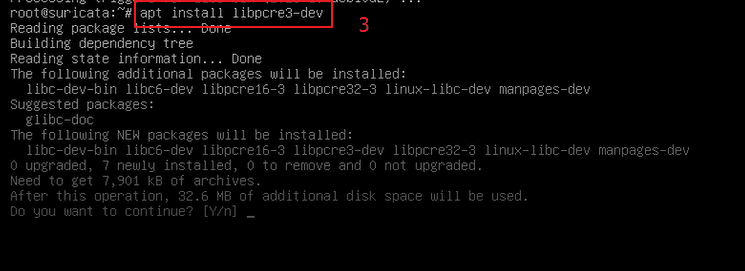 root@suricata:~# apt install libpcre3-dev
3
Reading package lists... Done
Building dependency tree
Reading state information... Done
The following additional packages will be installed:
libc-dev-bin libc6-dev libpcre16-3 libpcre32-3 linux-libc-dev manpages-dev
Suggested packages:
glibc-doc
The following NEW packages will be installed:
libc-dev-bin libc6-dev libpcre16-3 libpcre3-dev libpcre32-3 linux-libc-dev manpages-dev
0 upgraded, 7 newly installed, 0 to remove and 0 not upgraded.
Need to get 7,901 kB of archives.
After this operation, 32.6 MB of additional disk space will be used.
Do you want to continue? [Y/n] _